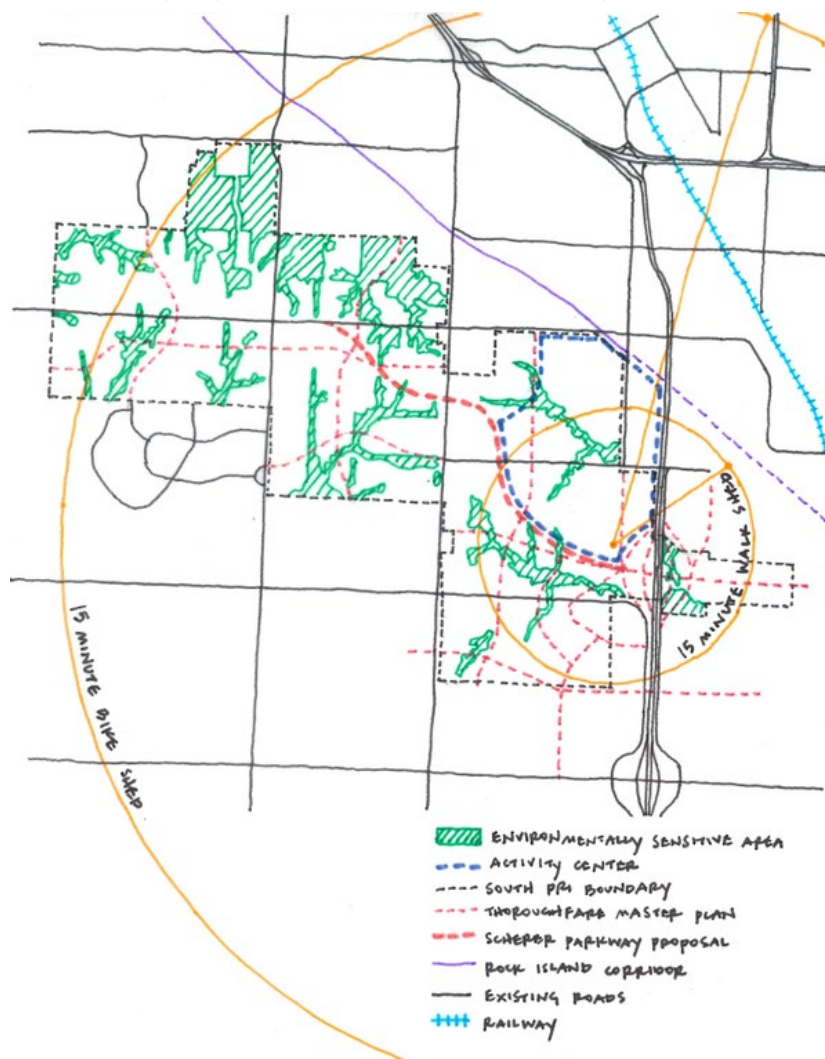 15 MINUTE WALK SHED
15 MINUTE BIKE SHED
ENVIRONMENTALLY SENSITIVE AREA
ACTIVITY CENTER
SOUTH PRI BOUNDARY
THOROUGHFARE MASTER PLAN
SCHERER PARKWAY PROPOSAL
ROCK ISLAND CORRIDOR
EXISTING ROADS
RAILWAY